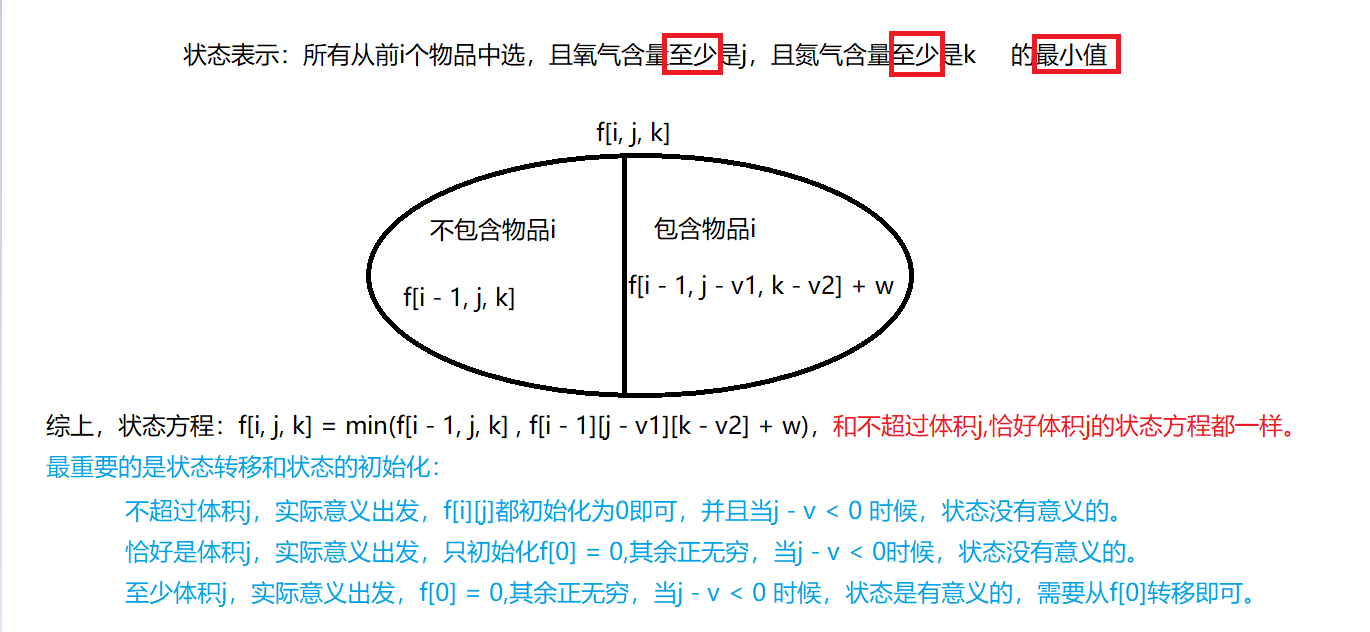 状态表示：所有从前i个物品中选，且氧气含量至少是j，且氮气含量至少是k 的最小值
f[i, j, k]
不包含物品i
包含物品i
f[i - 1, j, k]
f[i - 1, j - v1, k - v2] + w
综上，状态方程：f[i, j, k] = min(f[i - 1, j, k] , f[i - 1][j - v1][k - v2] + w)，和不超过体积j,恰好体积j的状态方程都一样。
最重要的是状态转移和状态的初始化：
不超过体积j，实际意义出发，f[i][j]都初始化为0即可，并且当j - v < 0 时候，状态没有意义的。
恰好是体积j，实际意义出发，只初始化f[0] = 0,其余正无穷，当j - v < 0时候，状态没有意义的。
至少体积j，实际意义出发，f[0] = 0,其余正无穷，当j - v < 0 时候，状态是有意义的，需要从f[0]转移即可。